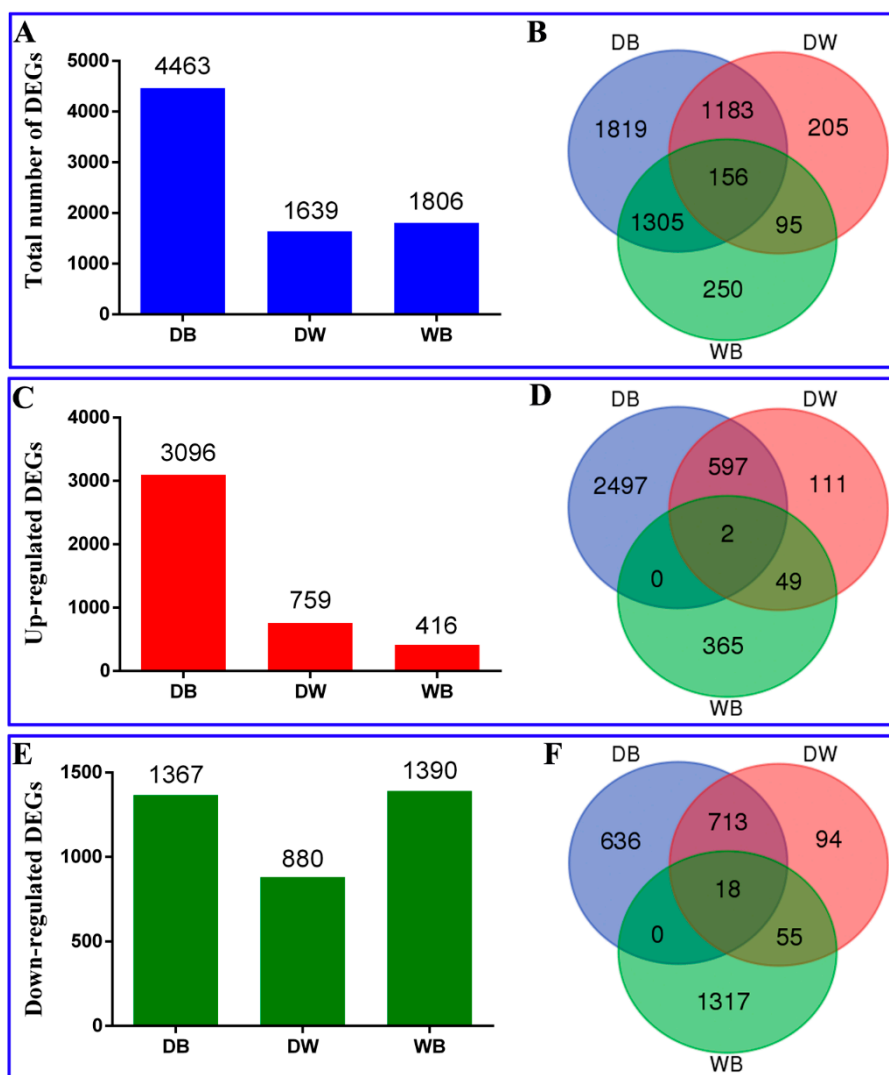 A
Total number of DEGs
5000
4000
3000
2000
1000
0
4463
1639
1806
DB
DW
WB
B
DB
DW
1819
1183
205
156
1305
95
250
WB
C
Up-regulated DEGs
4000
3000
2000
1000
0
3096
759
416
DB
DW
WB
D
DB
DW
2497
597
111
2
0
49
365
WB
E
Down-regulated DEGs
1500
1000
500
0
1367
880
1390
DB
DW
WB
F
DB
DW
636
713
94
18
0
55
1317
WB